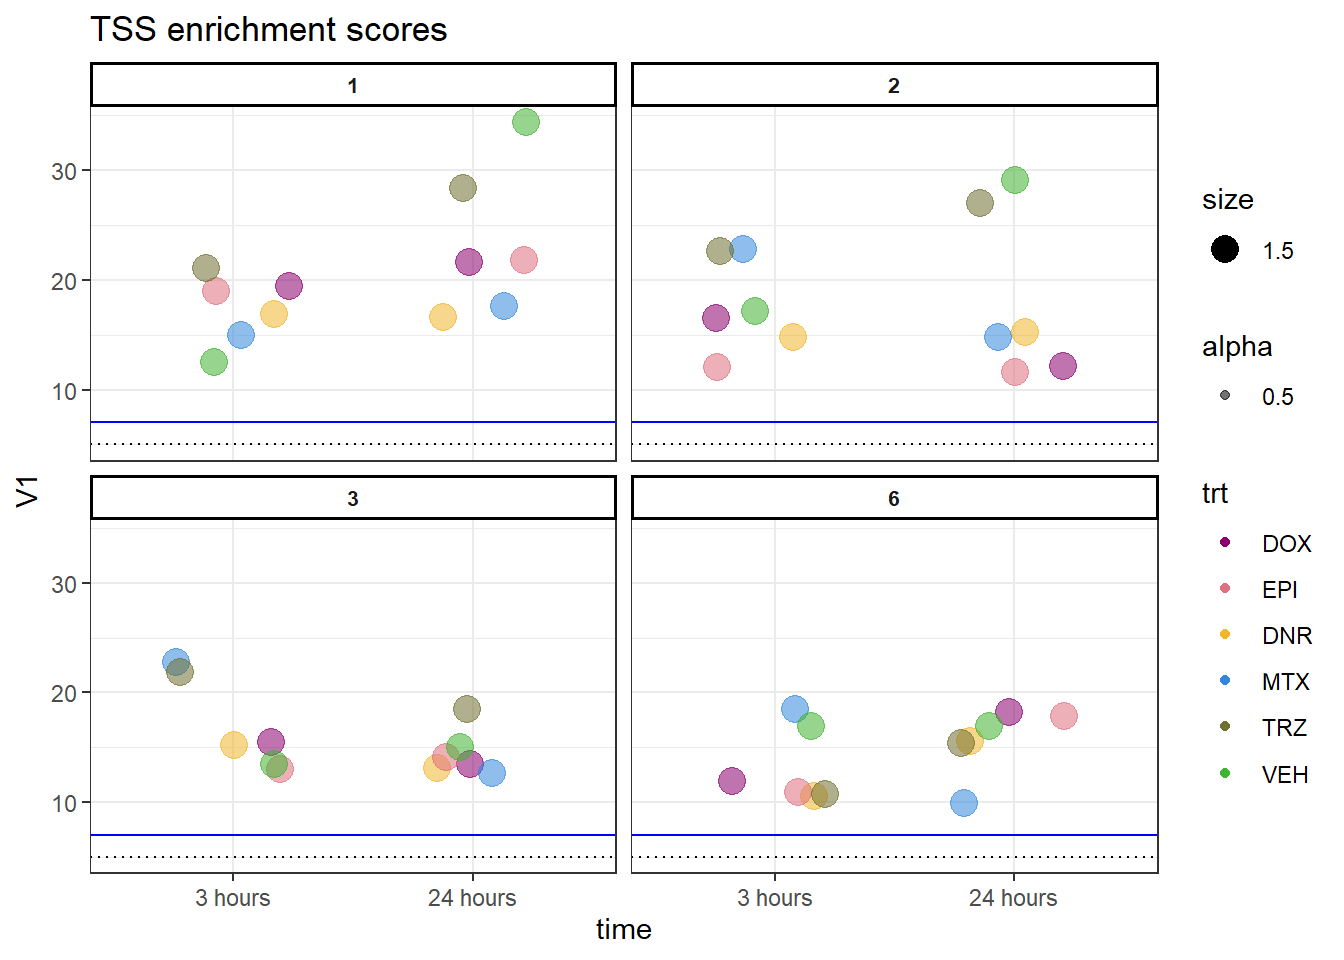 TSS enrichment scores
1
2
30
20
10
3
6
30
20
10
V1
3 hours
24 hours
3 hours
24 hours
time
size
1.5
alpha
0.5
trt
DOX
EPI
DNR
MTX
TRZ
VEH